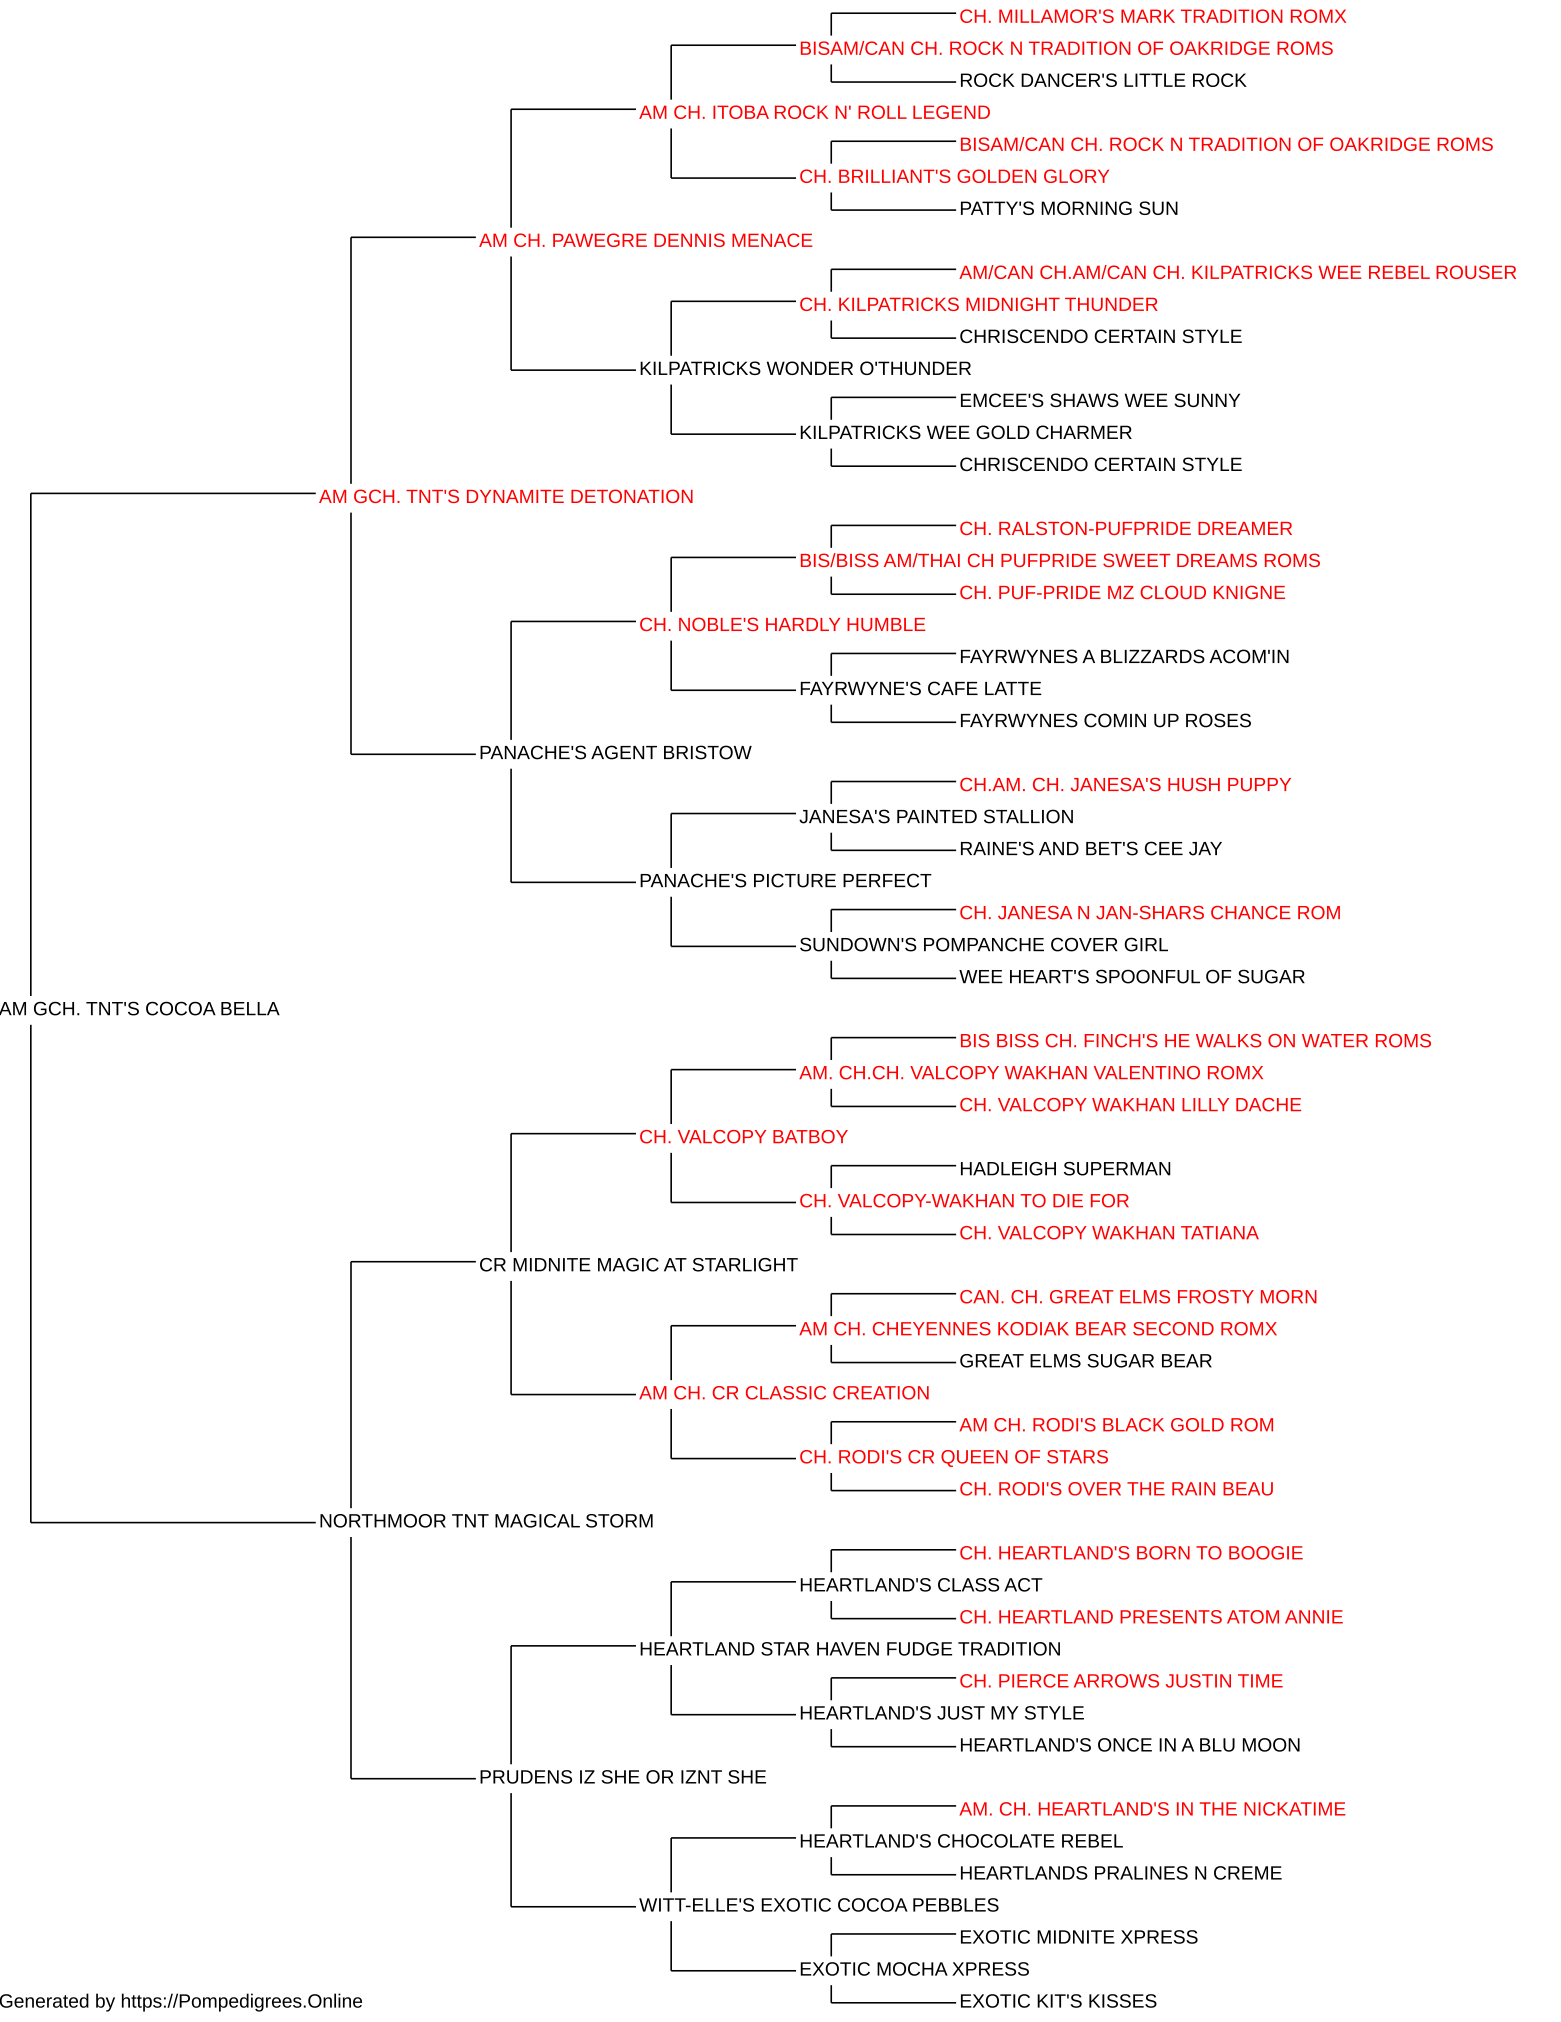 CH. MILLAMOR'S MARK TRADITION ROMX
BISAM/CAN CH. ROCK N TRADITION OF OAKRIDGE ROMS
ROCK DANCER'S LITTLE ROCK
AM CH. ITOBA ROCK N' ROLL LEGEND
BISAM/CAN CH. ROCK N TRADITION OF OAKRIDGE ROMS
CH. BRILLIANT'S GOLDEN GLORY
PATTY'S MORNING SUN
AM CH. PAWEGRE DENNIS MENACE
AM/CAN CH.AM/CAN CH. KILPATRICKS WEE REBEL ROUSER
CH. KILPATRICKS MIDNIGHT THUNDER
CHRISCENDO CERTAIN STYLE
KILPATRICKS WONDER O'THUNDER
EMCEE'S SHAWS WEE SUNNY
KILPATRICKS WEE GOLD CHARMER
CHRISCENDO CERTAIN STYLE
AM GCH. TNT'S DYNAMITE DETONATION
CH. RALSTON-PUFPRIDE DREAMER
BIS/BISS AM/THAI CH PUFPRIDE SWEET DREAMS ROMS
CH. PUF-PRIDE MZ CLOUD KNIGNE
CH. NOBLE'S HARDLY HUMBLE
FAYRWYNES A BLIZZARDS ACOM'IN
FAYRWYNE'S CAFE LATTE
FAYRWYNES COMIN UP ROSES
PANACHE'S AGENT BRISTOW
CH.AM. CH. JANESA'S HUSH PUPPY
JANESA'S PAINTED STALLION
RAINE'S AND BET'S CEE JAY
PANACHE'S PICTURE PERFECT
CH. JANESA N JAN-SHARS CHANCE ROM
SUNDOWN'S POMPANCHE COVER GIRL
WEE HEART'S SPOONFUL OF SUGAR
AM GCH. TNT'S COCOA BELLA
BIS BISS CH. FINCH'S HE WALKS ON WATER ROMS
AM. CH.CH. VALCOPY WAKHAN VALENTINO ROMX
CH. VALCOPY WAKHAN LILLY DACHE
CH. VALCOPY BATBOY
HADLEIGH SUPERMAN
CH. VALCOPY-WAKHAN TO DIE FOR
CH. VALCOPY WAKHAN TATIANA
CR MIDNITE MAGIC AT STARLIGHT
CAN. CH. GREAT ELMS FROSTY MORN
AM CH. CHEYENNES KODIAK BEAR SECOND ROMX
GREAT ELMS SUGAR BEAR
AM CH. CR CLASSIC CREATION
AM CH. RODI'S BLACK GOLD ROM
CH. RODI'S CR QUEEN OF STARS
CH. RODI'S OVER THE RAIN BEAU
NORTHMOOR TNT MAGICAL STORM
CH. HEARTLAND'S BORN TO BOOGIE
HEARTLAND'S CLASS ACT
CH. HEARTLAND PRESENTS ATOM ANNIE
HEARTLAND STAR HAVEN FUDGE TRADITION
CH. PIERCE ARROWS JUSTIN TIME
HEARTLAND'S JUST MY STYLE
HEARTLAND'S ONCE IN A BLU MOON
PRUDENS IZ SHE OR IZNT SHE
AM. CH. HEARTLAND'S IN THE NICKATIME
HEARTLAND'S CHOCOLATE REBEL
HEARTLANDS PRALINES N CREME
WITT-ELLE'S EXOTIC COCOA PEBBLES
EXOTIC MIDNITE XPRESS
EXOTIC MOCHA XPRESS
EXOTIC KIT'S KISSES
Generated by https://Pompedigrees.Online